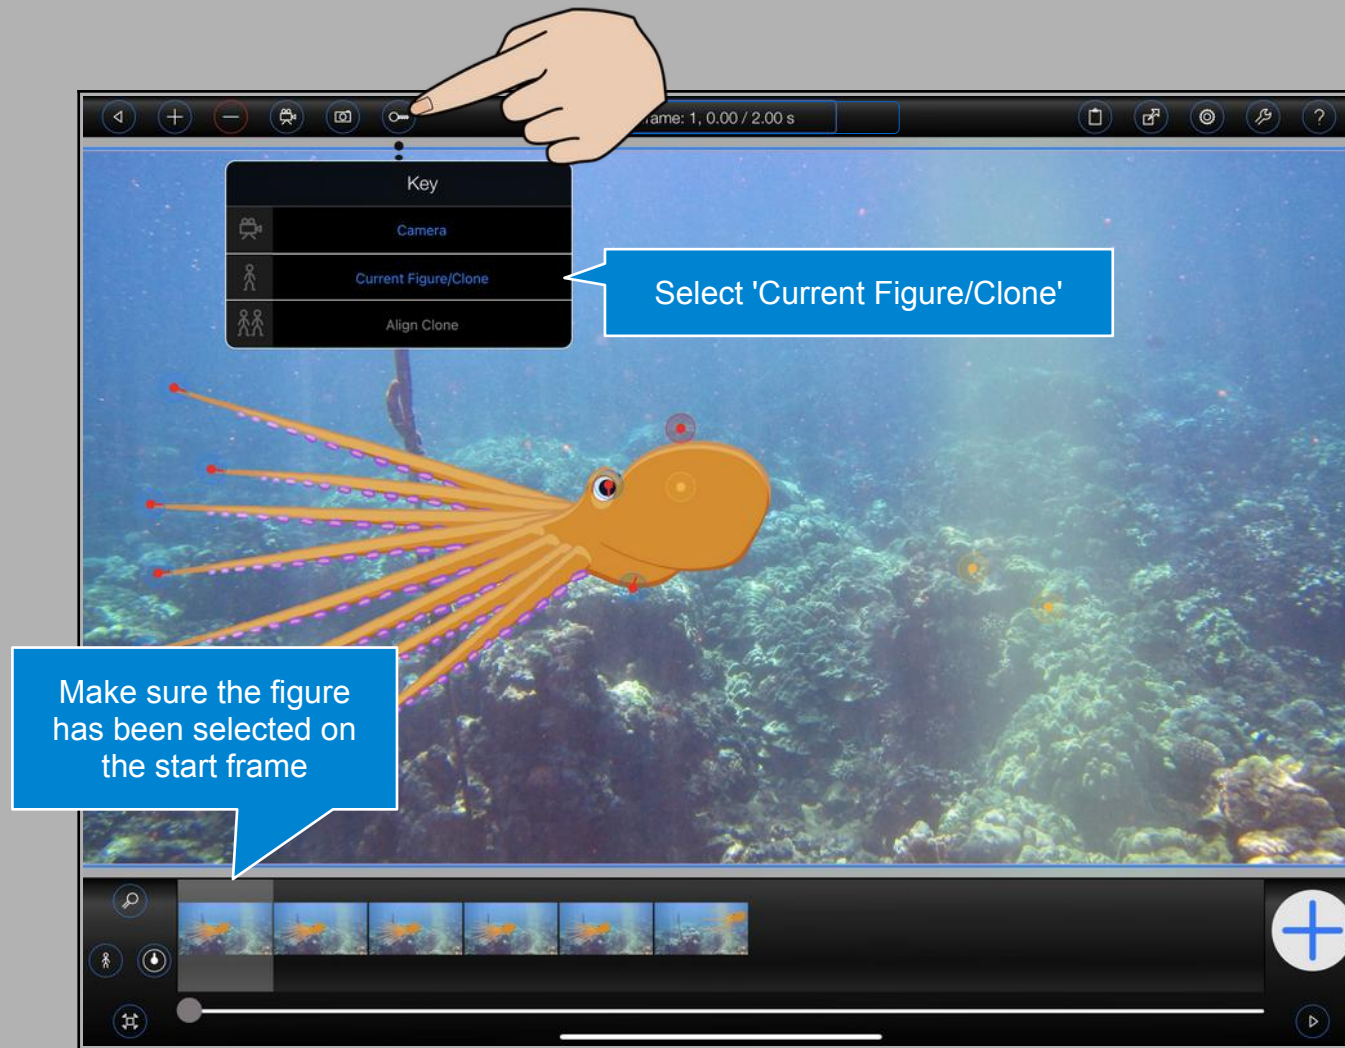 rame: 1, 0.00 / 2.00 s
?
Key
Camera
Current Figure/Clone
Align Clone
Select 'Current Figure/Clone'
Make sure the figure
has been selected on
the start frame